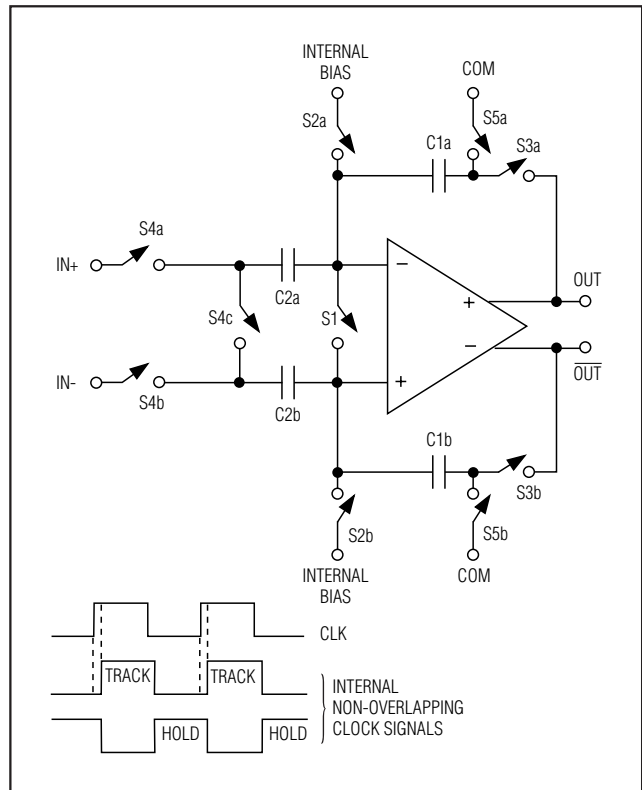 INTERNAL
BIAS
COM
S2a
S5a
C1a
S3a
S4a
IN+
C2a
−
OUT
+
S4c
S1
−
OUT
IN-
S4b
C2b
+
C1b
S3b
S2b
S5b
INTERNAL
BIAS
COM
CLK
TRACK
TRACK
INTERNAL
NON-OVERLAPPING
CLOCK SIGNALS
HOLD
HOLD